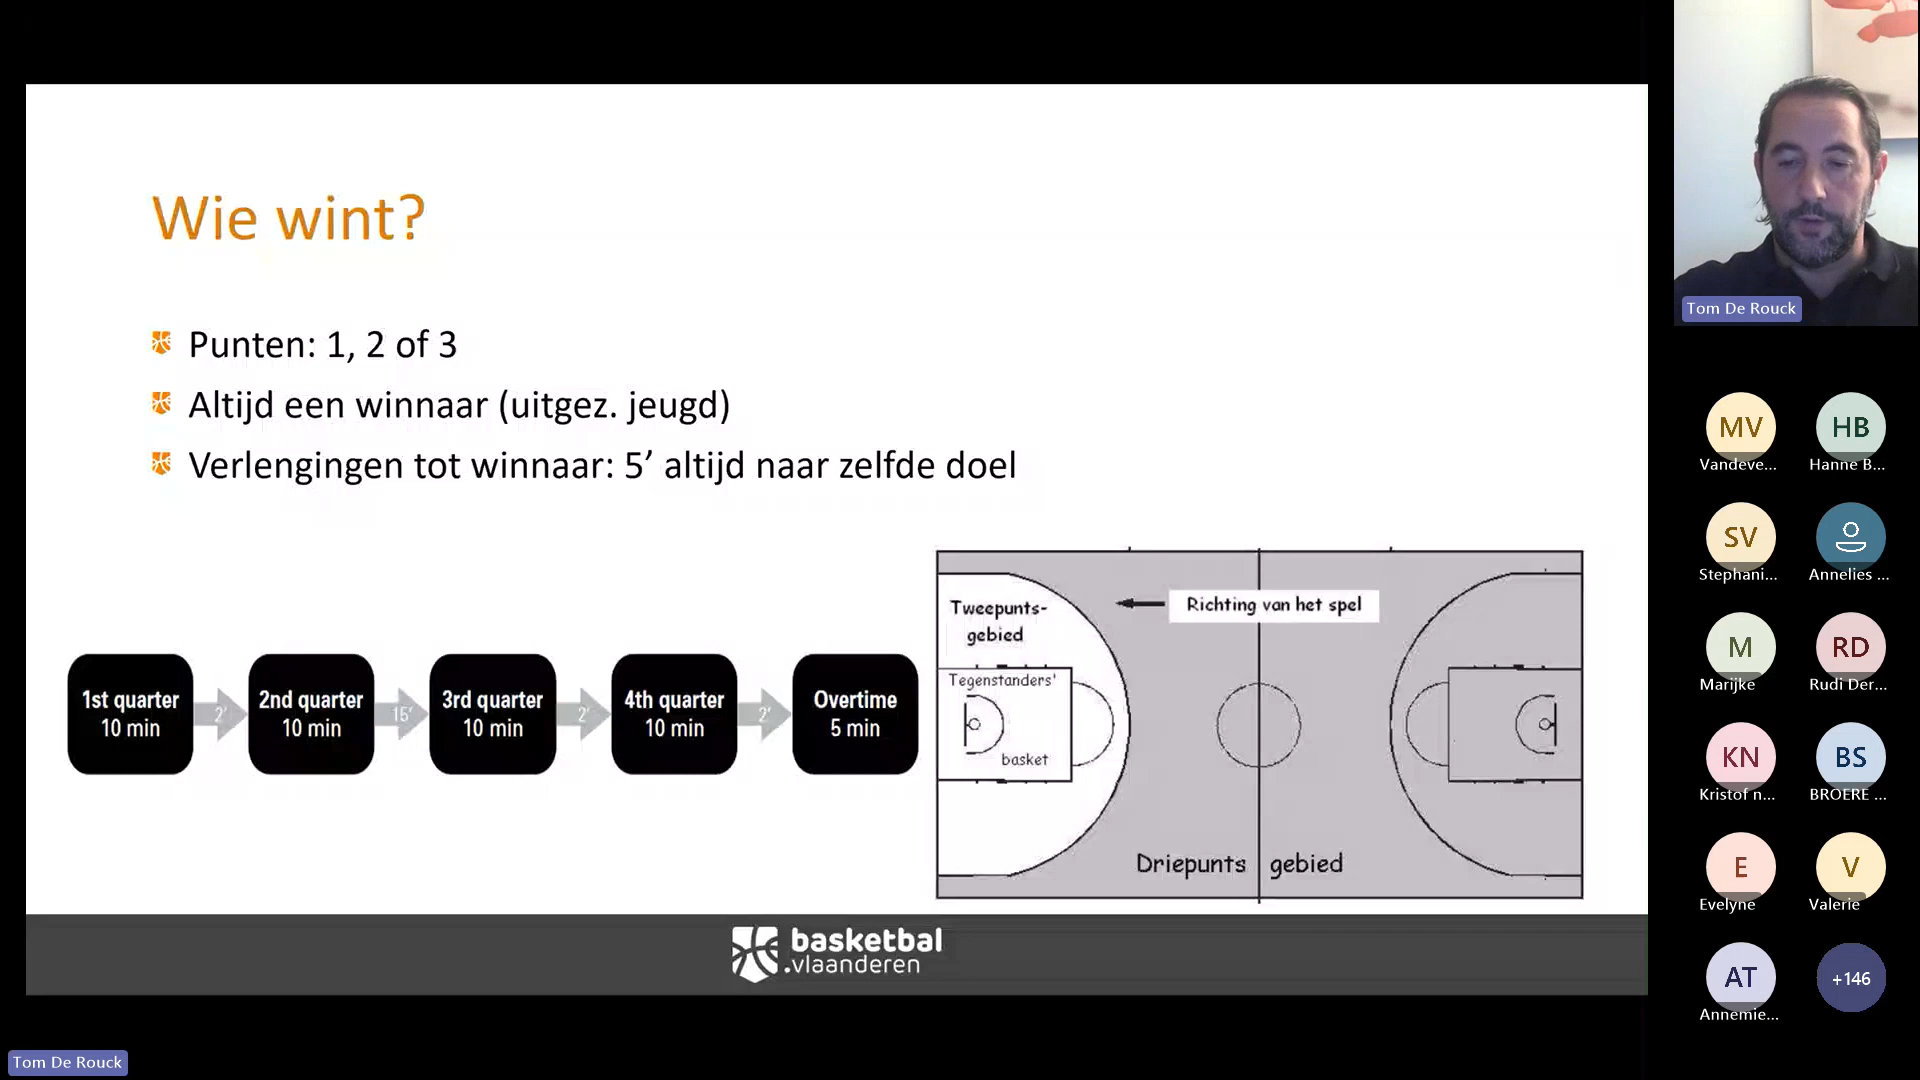 Wie wint?
Punten: 1, 2 of 3
Altijd een winnaar (uitgez. jeugd)
Verlengingen tot winnaar: 5’ altijd naar zelfde doel
1st quarter
10 min
2'
2nd quarter
10 min
15'
3rd quarter
10 min
2'
4th quarter
10 min
2'
Overtime
5 min
Tweepunts-
gebied
Richting van het spel
Tegenstanders'
basket
Driepunts gebied
basketbal
.vlaanderen
Tom De Rouck
MV
Vandeve...
HB
Hanne B...
SV
Stephani...
Annelies ...
M
Marijke
RD
Rudi Der...
KN
Kristof n...
BS
BROERE ...
E
Evelyne
V
Valerie
AT
Annemie...
+146
Tom De Rouck